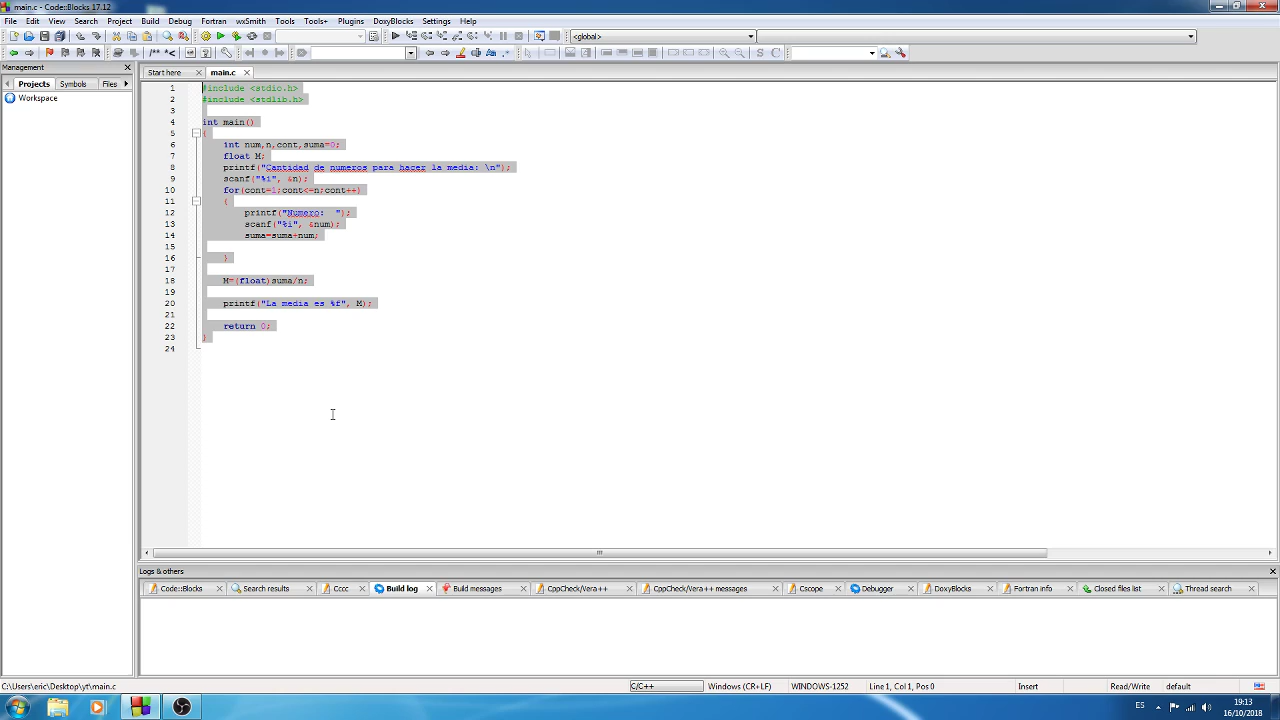 main.c - Code::Blocks 17.12
File Edit View Search Project Build Debug Fortran wxSmith Tools Tools+ Plugins DoxyBlocks Settings Help
<global>
Management
Projects Symbols Files
Workspace
Start here main.c
1 #include <stdio.h>
2 #include <stdlib.h>
3
4 int main()
5 {
6 int num,n,cont,suma=0;
7 float M;
8 printf("Cantidad de numeros para hacer la media: \n");
9 scanf("%i", &n);
10 for(cont=1;cont<=n;cont++)
11 {
12 printf("Numero:  ");
13 scanf("%i", &num);
14 suma=suma+num;
15
16 }
17
18 M=(float)suma/n;
19
20 printf("La media es %f", M);
21
22 return 0;
23 }
24
Logs & others
Code::Blocks Search results Cccc Build log Build messages CppCheck/Vera++ CppCheck/Vera++ messages Cscope Debugger DoxyBlocks Fortran info Closed files list Thread search
C:\Users\eric\Desktop\yt\main.c C/C++ Windows (CR+LF) WINDOWS-1252 Line 1, Col 1, Pos 0 Insert Read/Write default
ES 19:13
16/10/2018